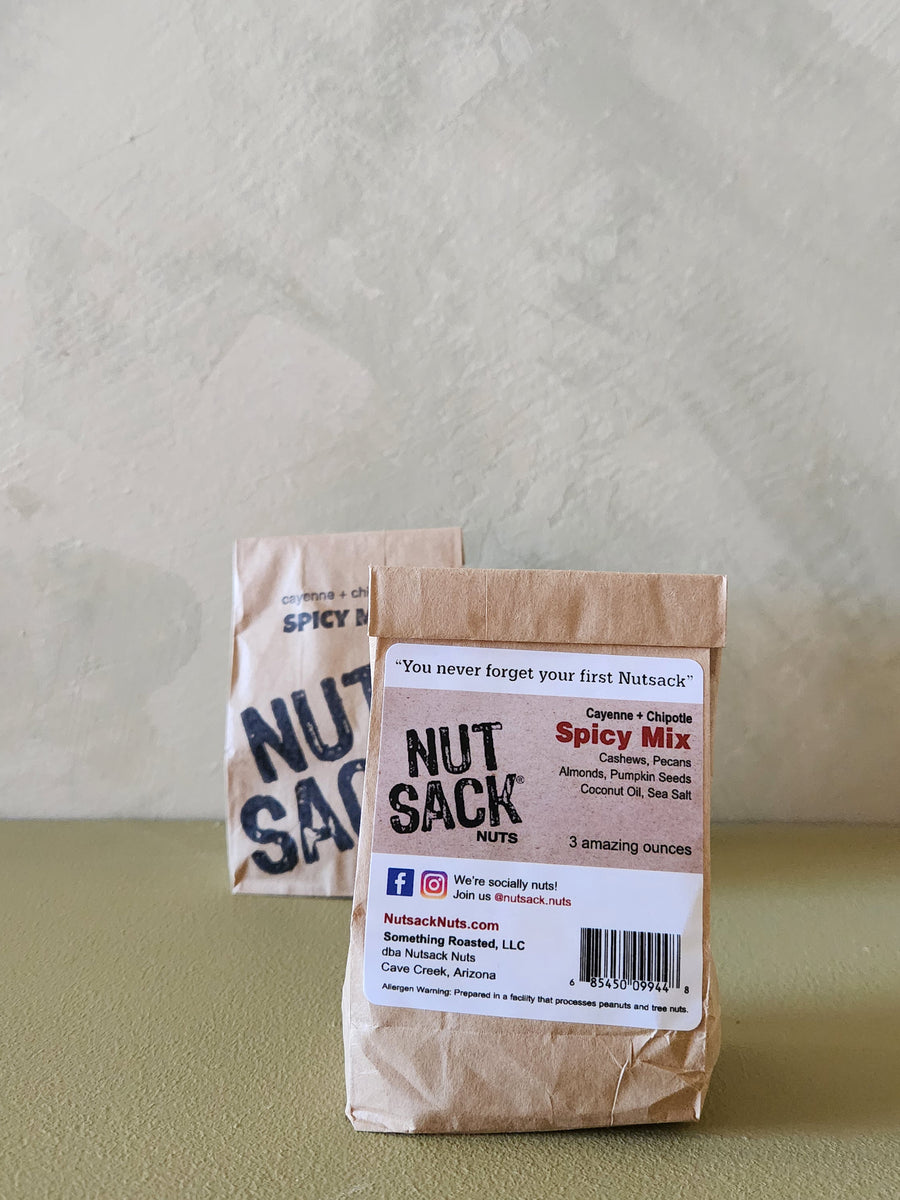 cayenne + chi
SPICY M
NUT
SAC
“You never forget your first Nutsack”
NUT
SACK®
NUTS
Cayenne + Chipotle
Spicy Mix
Cashews, Pecans
Almonds, Pumpkin Seeds
Coconut Oil, Sea Salt
3 amazing ounces
We're socially nuts!
Join us @nutsack.nuts
NutsackNuts.com
Something Roasted, LLC
dba Nutsack Nuts
Cave Creek, Arizona
6 85450 09944 8
Allergen Warning: Prepared in a facility that processes peanuts and tree nuts.